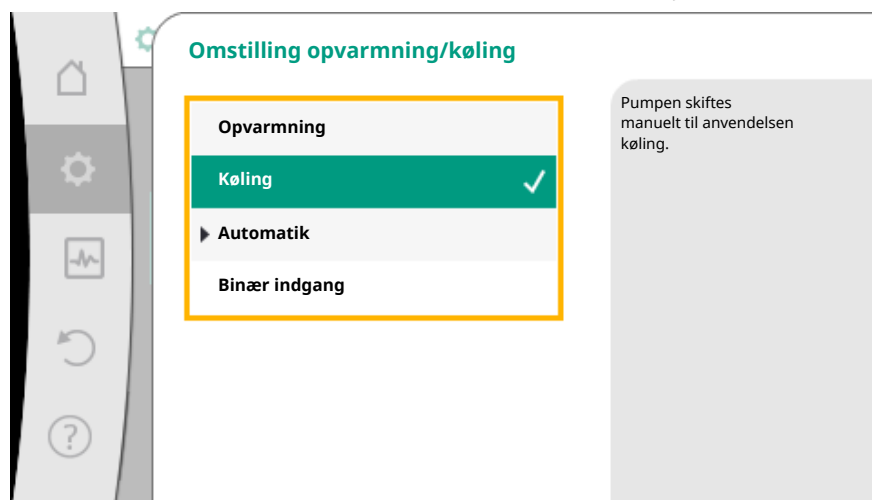 Omstilling opvarmning/køling
Opvarmning
Køling
Automatik
Binær indgang
Pumpen skiftes
manuelt til anvendelsen
køling.
?